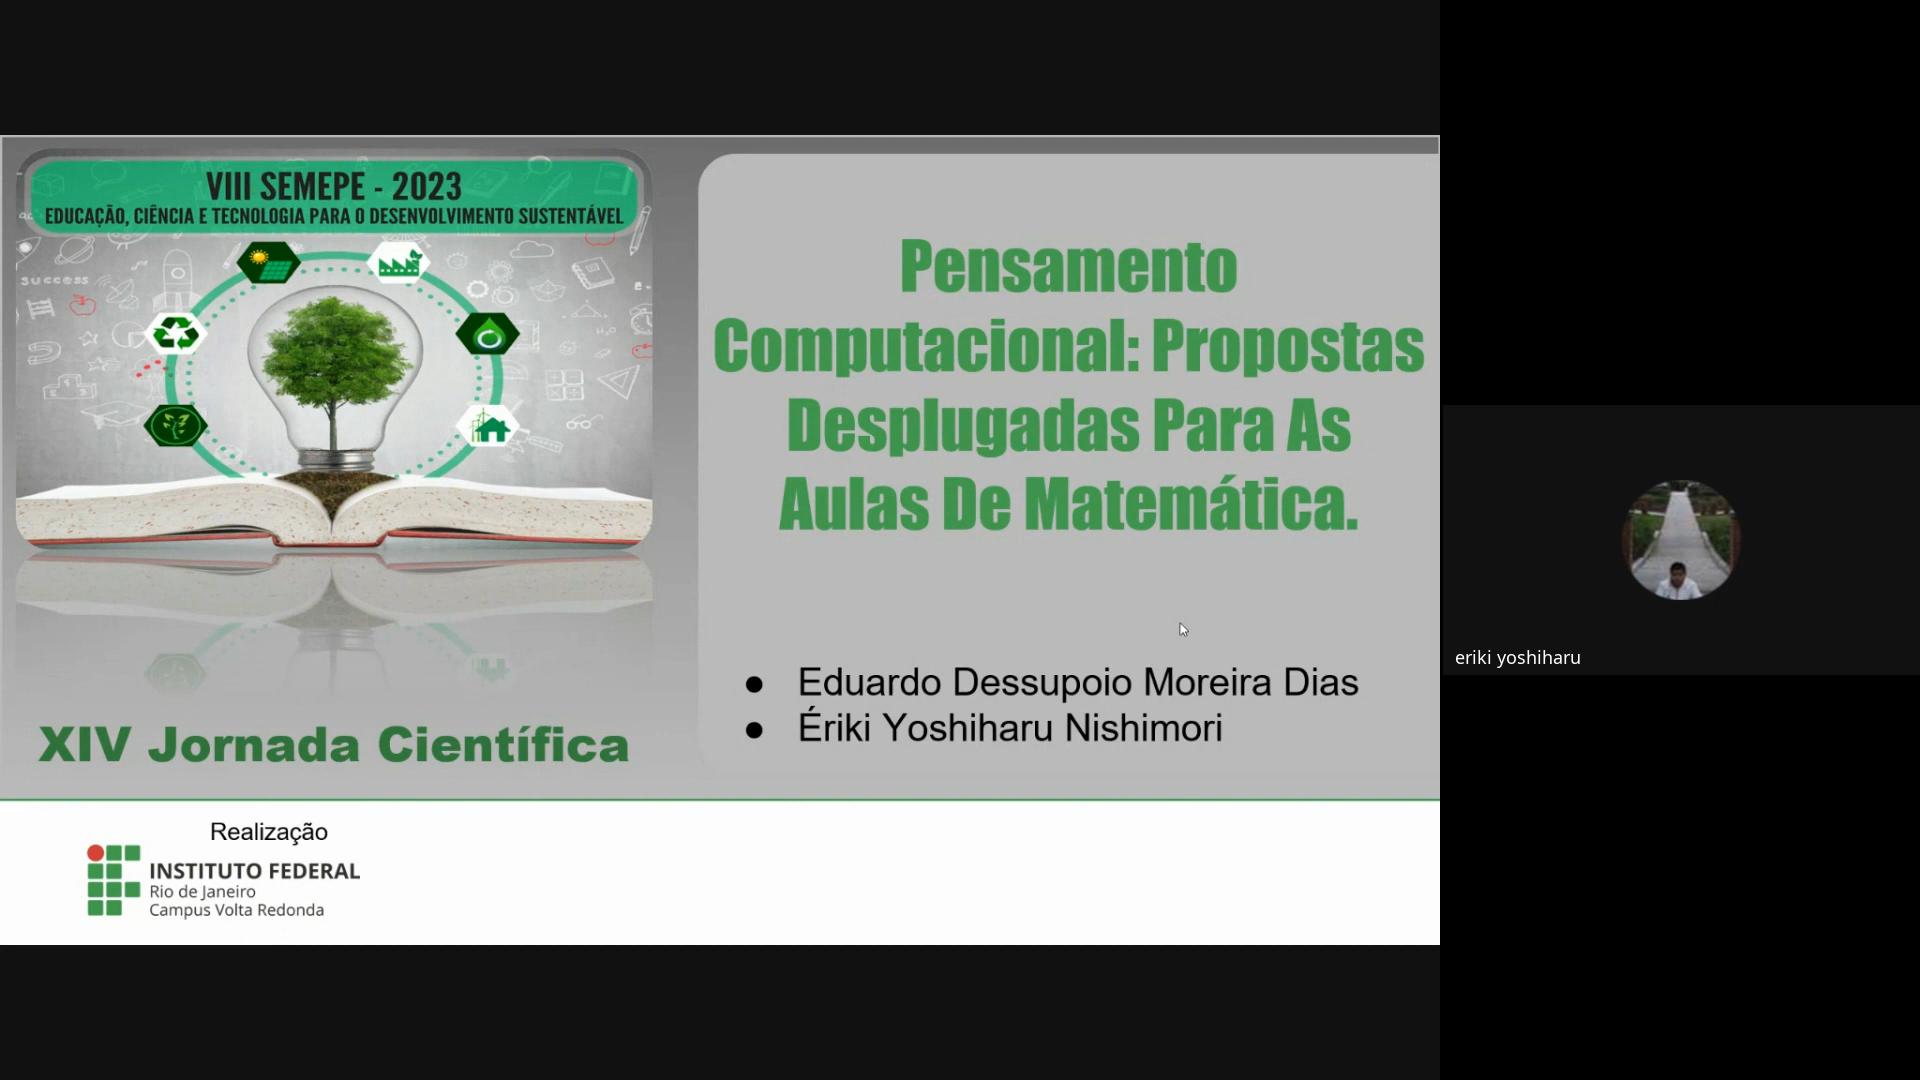 VIII SEMEPE - 2023
EDUCAÇÃO, CIÊNCIA E TECNOLOGIA PARA O DESENVOLVIMENTO SUSTENTÁVEL
success
H₂O
XIV Jornada Científica
Pensamento
Computacional: Propostas
Desplugadas Para As
Aulas De Matemática.
● Eduardo Dessupoio Moreira Dias
● Ériki Yoshiharu Nishimori
Realização
INSTITUTO FEDERAL
Rio de Janeiro
Campus Volta Redonda
eriki yoshiharu